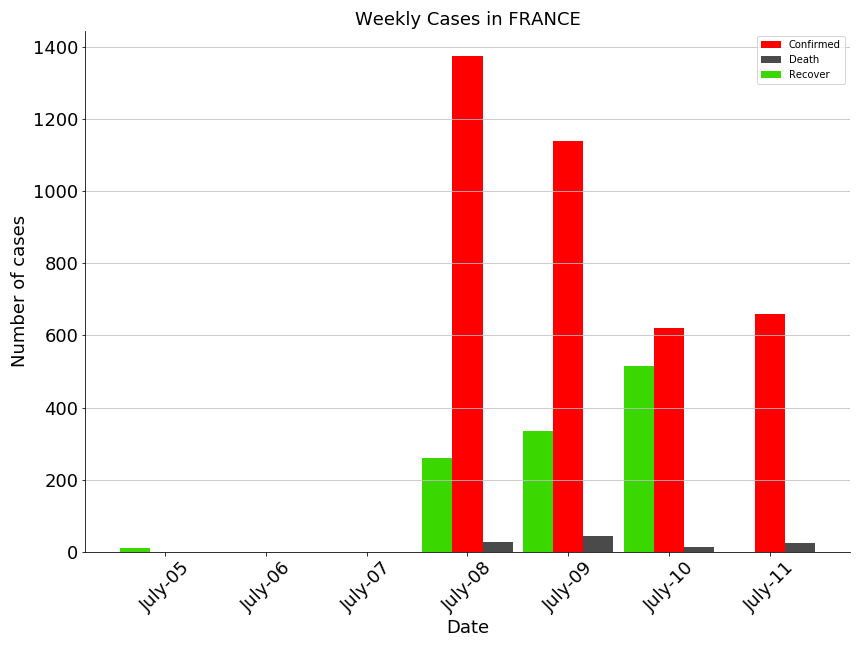 Weekly Cases in FRANCE
Confirmed
Death
Recover
Number of cases
1400
1200
1000
800
600
400
200
0
July-05
July-06
July-07
July-08
July-09
July-10
July-11
Date